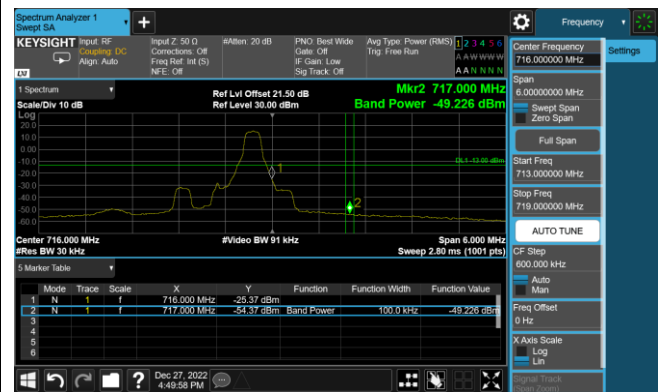 Spectrum Analyzer 1
Swept SA
Frequency
KEYSIGHT
Input: RF
Coupling: DC
Align: Auto
Input Z: 50 Ω
Corrections: Off
Freq Ref: Int (S)
NFE: Off
#Atten: 20 dB
PNO: Best Wide
Gate: Off
IF Gain: Low
Sig Track: Off
Avg Type: Power (RMS)
Trig: Free Run
1 2 3 4 5 6
A W W W W W
A A N N N N
LXI
Center Frequency
716.000000 MHz
Settings
Span
6.00000000 MHz
Swept Span
Zero Span
Full Span
Start Freq
713.000000 MHz
Stop Freq
719.000000 MHz
AUTO TUNE
CF Step
600.000 kHz
Auto
Man
Freq Offset
0 Hz
X Axis Scale
Log
Lin
Signal Track
(Span Zoom)
1 Spectrum
Scale/Div 10 dB
Ref Lvl Offset 21.50 dB
Ref Level 30.00 dBm
Mkr2 717.000 MHz
Band Power -49.226 dBm
Log
20.0
10.0
0.00
-10.0
-20.0
-30.0
-40.0
-50.0
-60.0
DL1 -13.00 dBm
1
2
Center 716.000 MHz
#Video BW 91 kHz
Span 6.000 MHz
#Res BW 30 kHz
Sweep 2.80 ms (1001 pts)
5 Marker Table
Mode Trace Scale X Y Function Function Width Function Value
1 N 1 f 716.000 MHz -25.37 dBm
2 N 1 f 717.000 MHz -54.37 dBm Band Power 100.0 kHz -49.226 dBm
3
4
5
6
Dec 27, 2022
4:49:58 PM